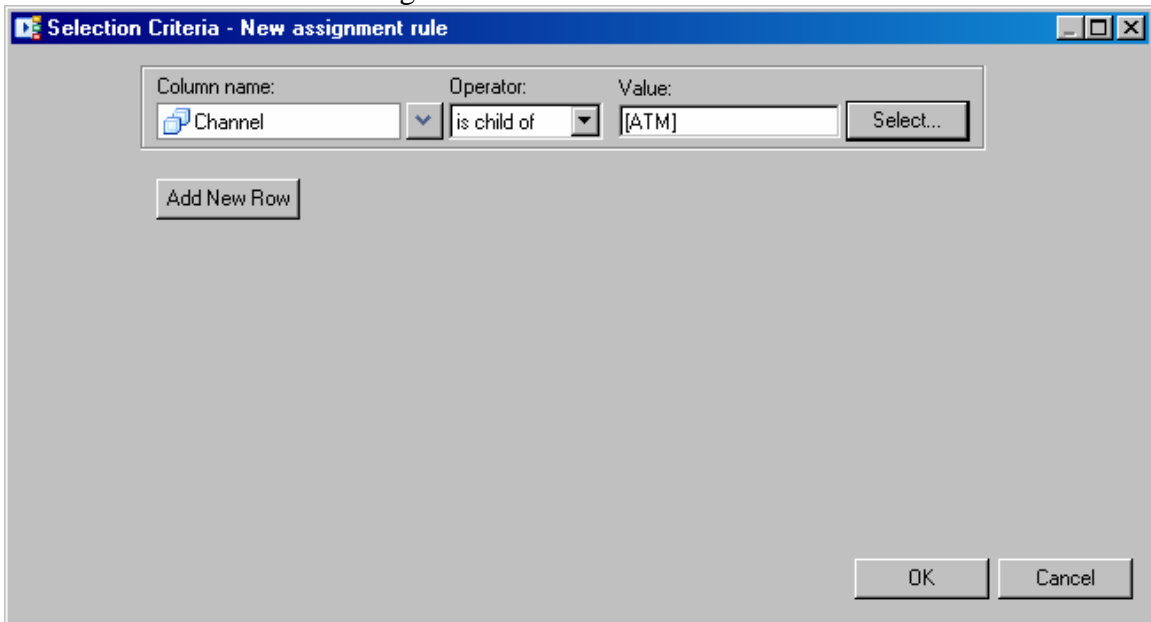 Selection Criteria - New assignment rule
Column name: Operator: Value:
Channel is child of [ATM] Select...
Add New Row
OK Cancel